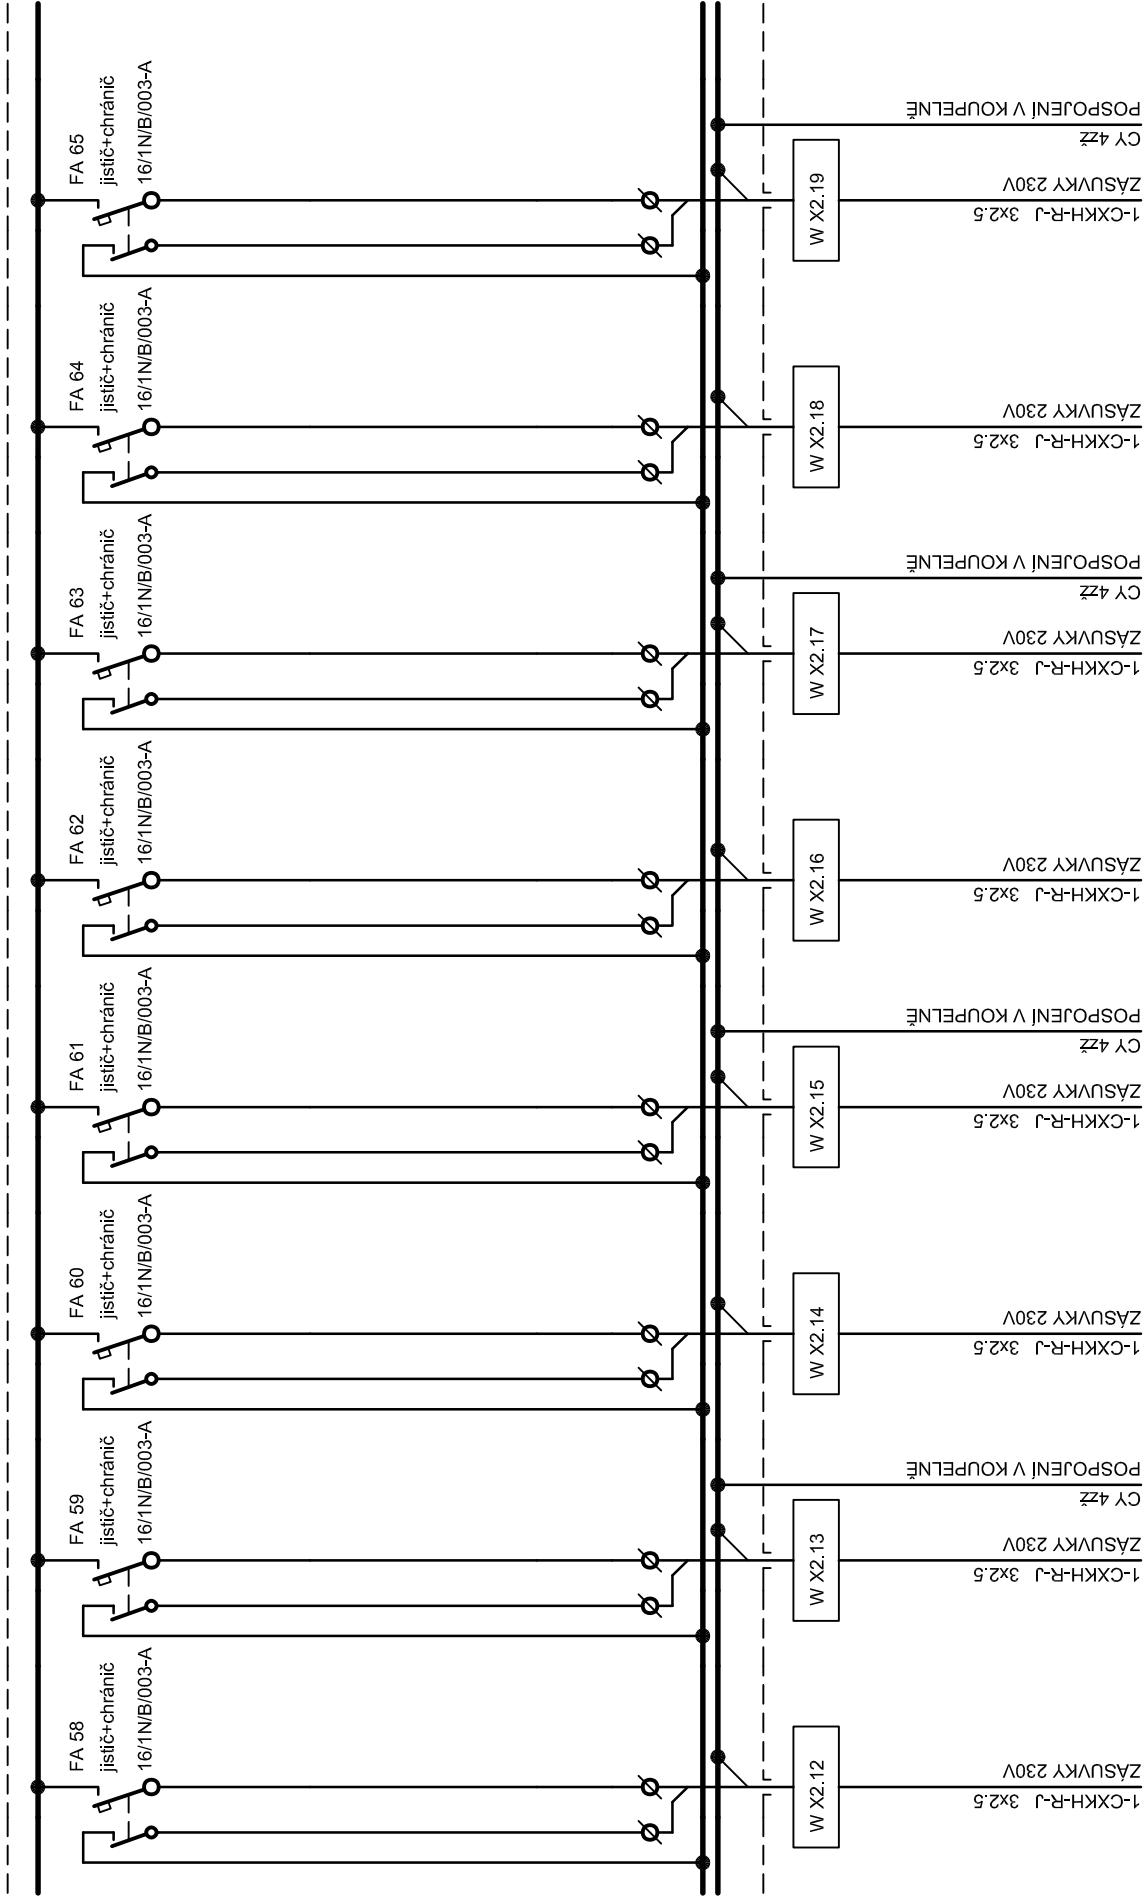 FA 58
jistič+chránič
16/1N/B/003-A
W X2.12
1-CXKH-R-J 3x2.5
ZÁSUVKY 230V
FA 59
jistič+chránič
16/1N/B/003-A
W X2.13
1-CXKH-R-J 3x2.5
ZÁSUVKY 230V
CY 4zž
POSPOJENÍ V KOUPELNĚ
FA 60
jistič+chránič
16/1N/B/003-A
W X2.14
1-CXKH-R-J 3x2.5
ZÁSUVKY 230V
FA 61
jistič+chránič
16/1N/B/003-A
W X2.15
1-CXKH-R-J 3x2.5
ZÁSUVKY 230V
CY 4zž
POSPOJENÍ V KOUPELNĚ
FA 62
jistič+chránič
16/1N/B/003-A
W X2.16
1-CXKH-R-J 3x2.5
ZÁSUVKY 230V
FA 63
jistič+chránič
16/1N/B/003-A
W X2.17
1-CXKH-R-J 3x2.5
ZÁSUVKY 230V
CY 4zž
POSPOJENÍ V KOUPELNĚ
FA 64
jistič+chránič
16/1N/B/003-A
W X2.18
1-CXKH-R-J 3x2.5
ZÁSUVKY 230V
FA 65
jistič+chránič
16/1N/B/003-A
W X2.19
1-CXKH-R-J 3x2.5
ZÁSUVKY 230V
CY 4zž
POSPOJENÍ V KOUPELNĚ